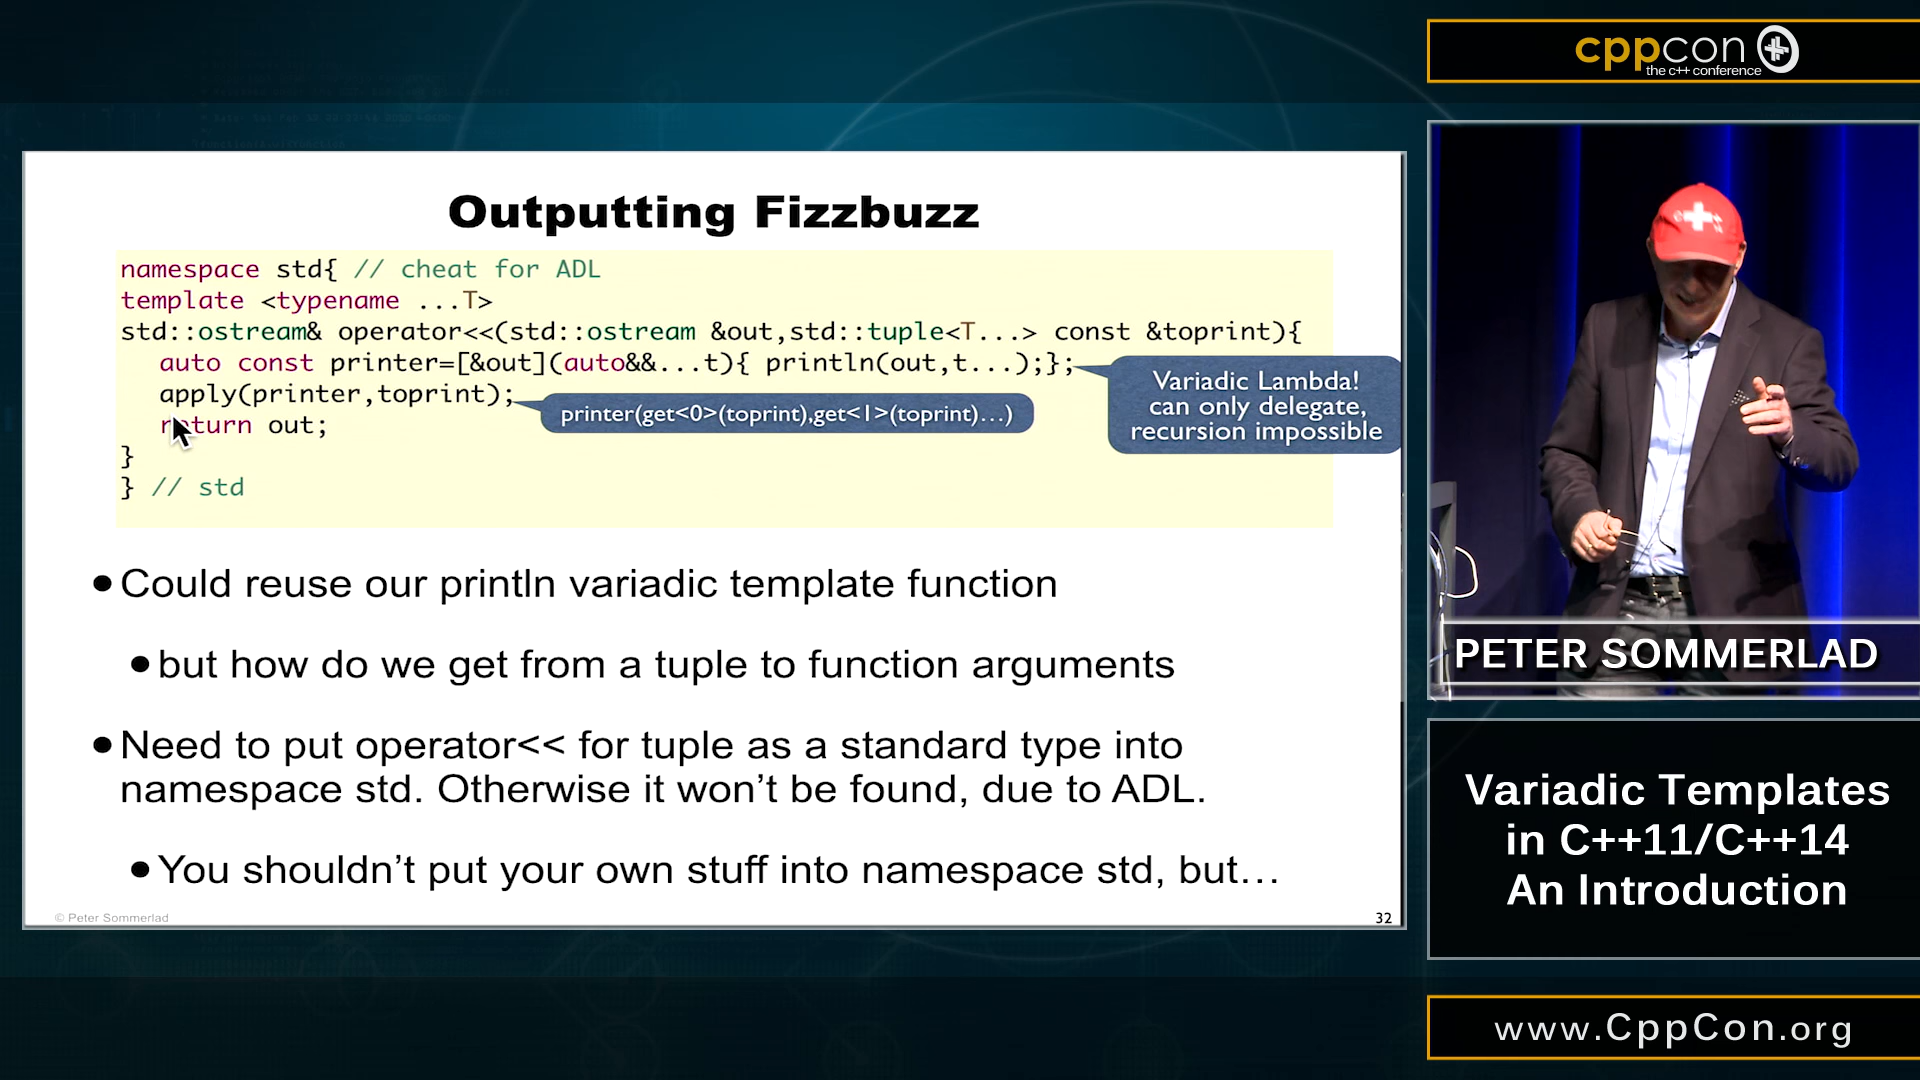 cppcon
the c++ conference
Outputting Fizzbuzz
namespace std{ // cheat for ADL
template <typename ...T>
std::ostream& operator<<(std::ostream &out,std::tuple<T...> const &toprint){
auto const printer=[&out](auto&&...t){ println(out,t...);};
apply(printer,toprint);
return out;
}
} // std
Variadic Lambda!
can only delegate,
recursion impossible
printer(get<0>(toprint),get<1>(toprint)...)
●Could reuse our println variadic template function
●but how do we get from a tuple to function arguments
●Need to put operator<< for tuple as a standard type into
namespace std. Otherwise it won't be found, due to ADL.
●You shouldn't put your own stuff into namespace std, but...
© Peter Sommerlad
32
PETER SOMMERLAD
Variadic Templates
in C++11/C++14
An Introduction
www.CppCon.org